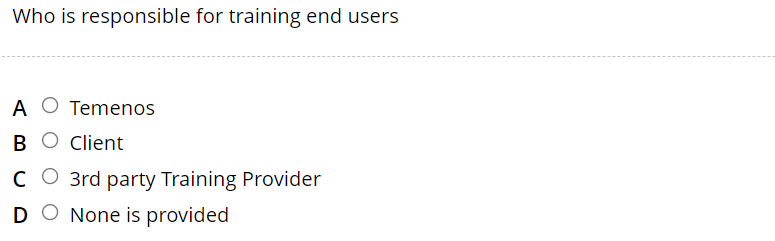 Who is responsible for training end users
A Temenos
B Client
C 3rd party Training Provider
D None is provided